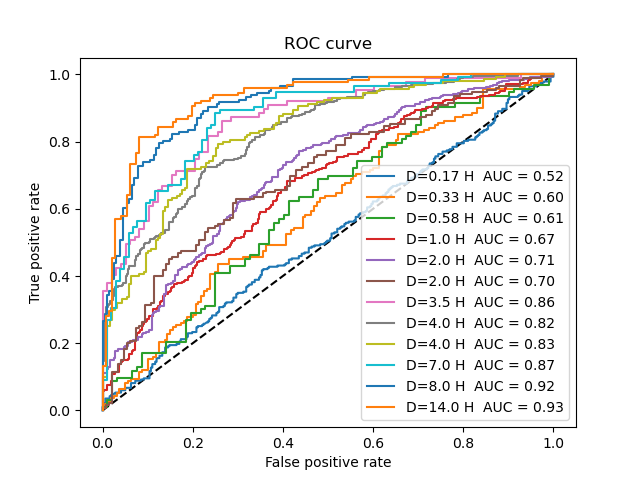 ROC curve
True positive rate
1.0
0.8
0.6
0.4
0.2
0.0
D=0.17 H  AUC = 0.52
D=0.33 H  AUC = 0.60
D=0.58 H  AUC = 0.61
D=1.0 H  AUC = 0.67
D=2.0 H  AUC = 0.71
D=2.0 H  AUC = 0.70
D=3.5 H  AUC = 0.86
D=4.0 H  AUC = 0.82
D=4.0 H  AUC = 0.83
D=7.0 H  AUC = 0.87
D=8.0 H  AUC = 0.92
D=14.0 H  AUC = 0.93
0.0 0.2 0.4 0.6 0.8 1.0
False positive rate